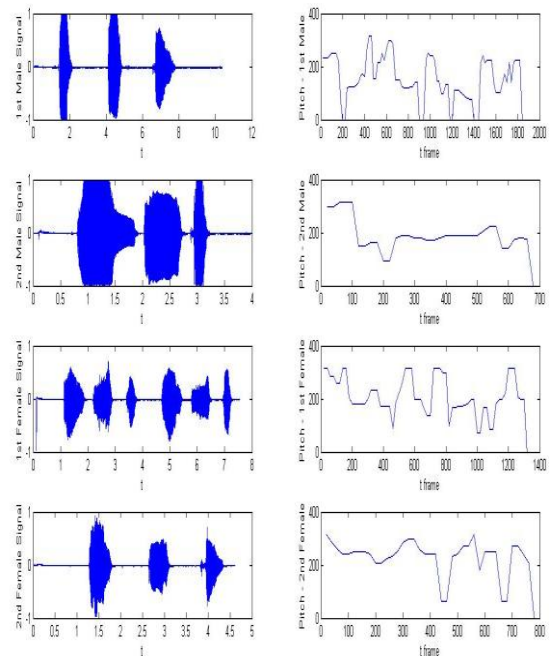 1
0
-1
0 2 4 6 8 10 12
t
1st Male Signal
400
200
0
0 200 400 600 800 1000 1200 1400 1600 1800 2000
t frame
Pitch - 1st Male
1
0
-1
0 0.5 1 1.5 2 2.5 3 3.5 4
t
2nd Male Signal
400
200
0
0 100 200 300 400 500 600 700
t frame
Pitch - 2nd Male
1
0
-1
0 1 2 3 4 5 6 7 8
t
1st Female Signal
400
200
0
0 200 400 600 800 1000 1200 1400
t frame
Pitch - 1st Female
1
0
-1
0 0.5 1 1.5 2 2.5 3 3.5 4 4.5 5
t
2nd Female Signal
400
200
0
0 100 200 300 400 500 600 700 800
t frame
Pitch - 2nd Female